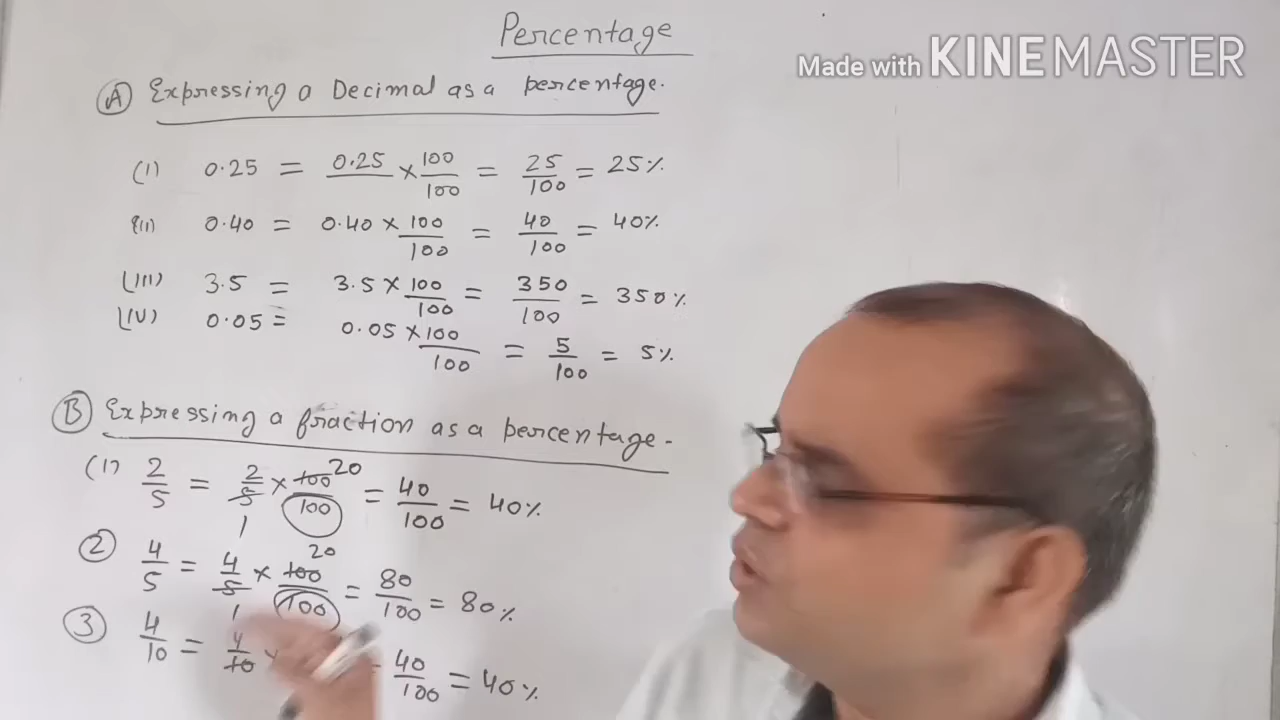 Percentage
Made with KINEMASTER
(A) Expressing a Decimal as a percentage.
(I) 0.25 = 0.25 × 100/100 = 25/100 = 25%
(II) 0.40 = 0.40 × 100/100 = 40/100 = 40%
(III) 3.5 = 3.5 × 100/100 = 350/100 = 350%
(IV) 0.05 = 0.05 × 100/100 = 5/100 = 5%
(B) Expressing a fraction as a percentage.
(I) 2/5 = 2/5 1 × 100 20/100 = 40/100 = 40%
(2) 4/5 = 4/5 1 × 100 20/100 = 80/100 = 80%
(3) 4/10 = 4/10 × 40/100 = 40%